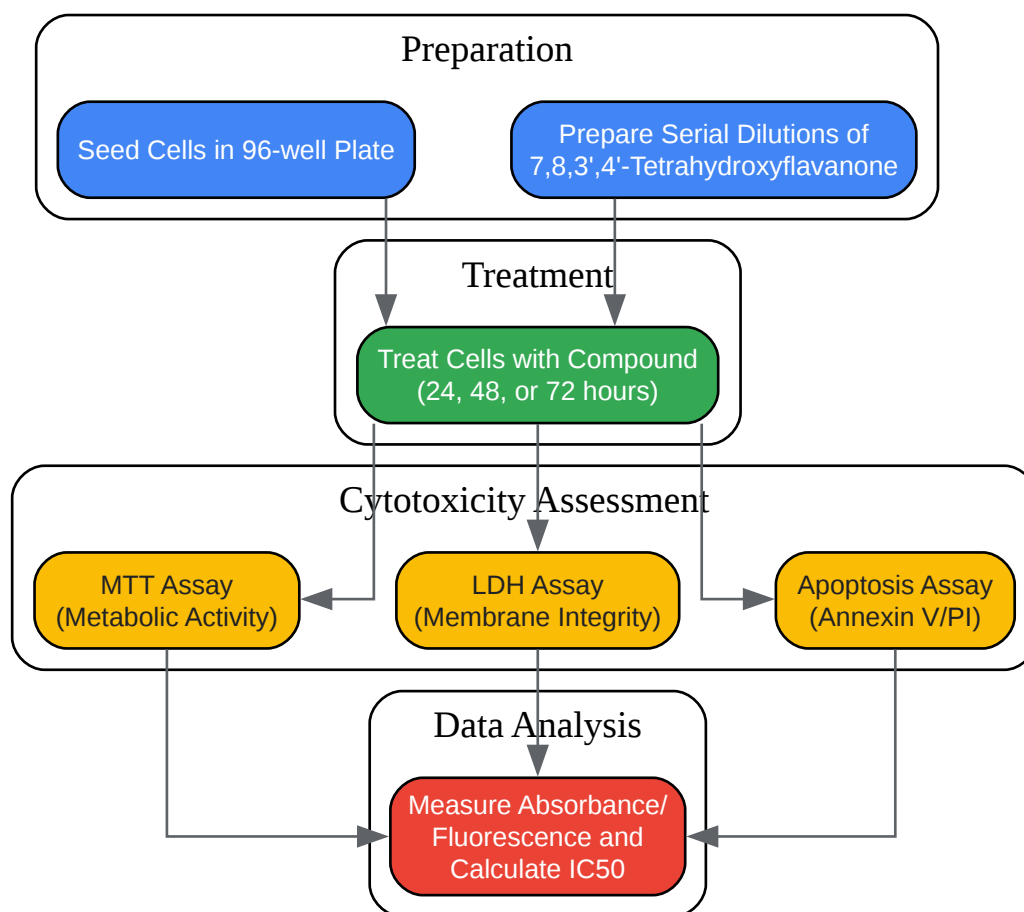 Preparation
Seed Cells in 96-well Plate
Prepare Serial Dilutions of
7,8,3',4'-Tetrahydroxyflavanone
Treatment
Treat Cells with Compound
(24, 48, or 72 hours)
Cytotoxicity Assessment
MTT Assay
(Metabolic Activity)
LDH Assay
(Membrane Integrity)
Apoptosis Assay
(Annexin V/PI)
Data Analysis
Measure Absorbance/
Fluorescence and
Calculate IC50